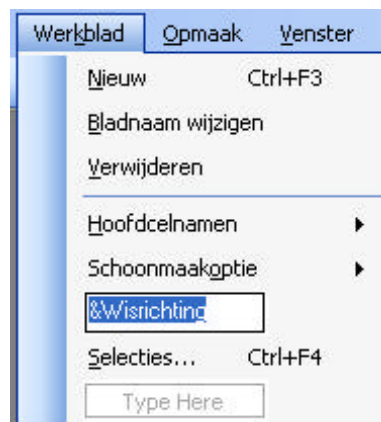 Werkblad Opmaak Venster
Nieuw Ctrl+F3
Bladnaam wijzigen
Verwijderen
Hoofdcelnamen
Schoonmaakoptie
&Wisrichting
Selecties... Ctrl+F4
Type Here